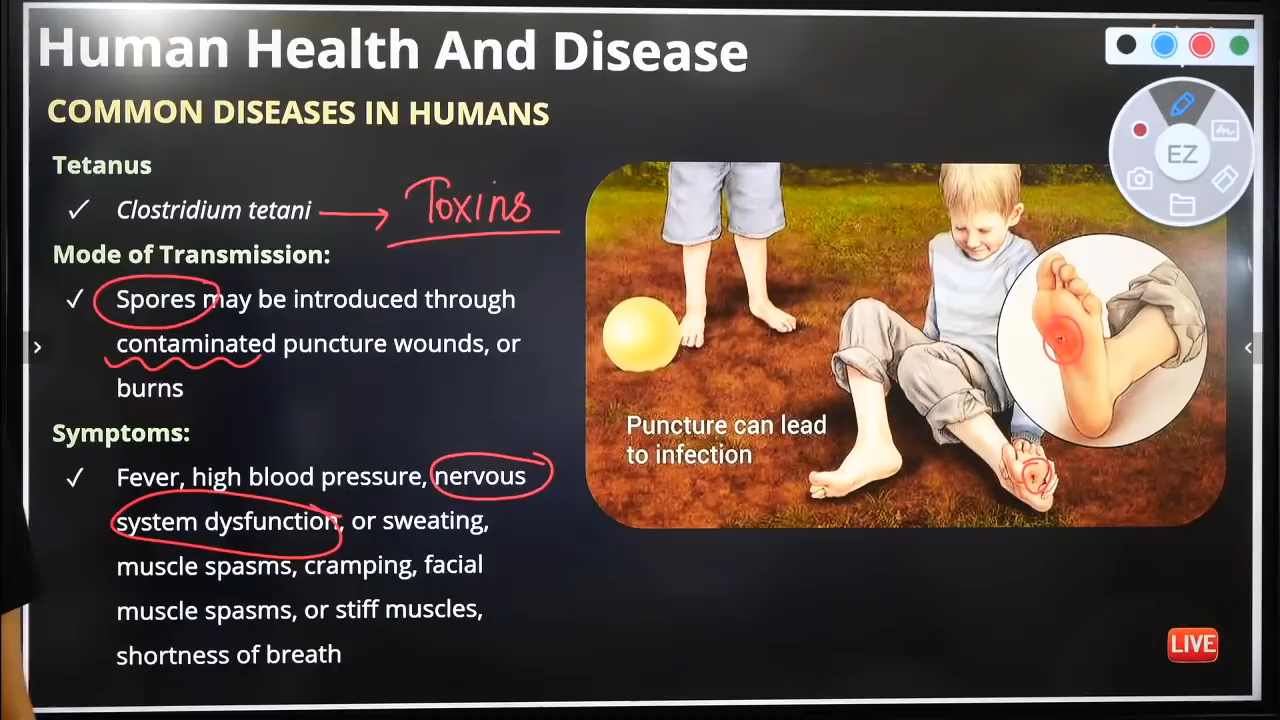 Human Health And Disease
COMMON DISEASES IN HUMANS
Tetanus
✓ Clostridium tetani → Toxins
Mode of Transmission:
✓ Spores may be introduced through
contaminated puncture wounds, or
burns
Symptoms:
✓ Fever, high blood pressure, nervous
system dysfunction, or sweating,
muscle spasms, cramping, facial
muscle spasms, or stiff muscles,
shortness of breath
Puncture can lead
to infection
EZ
LIVE